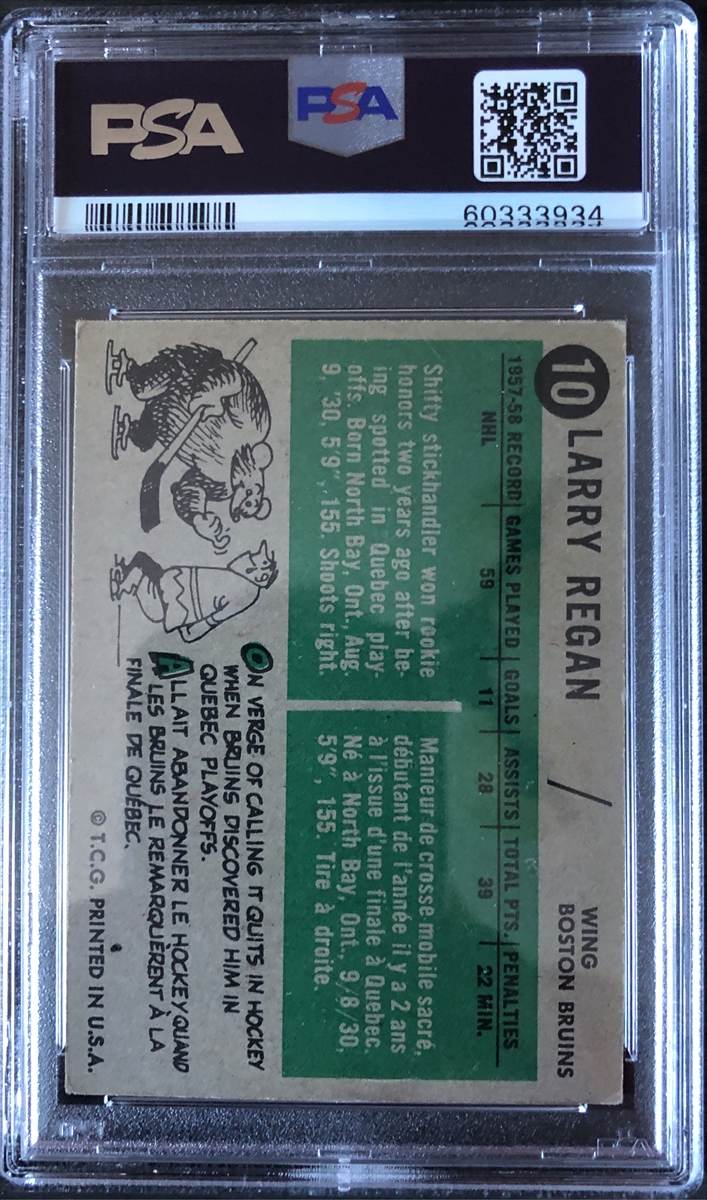 PSA
PSA
60333934
10 LARRY REGAN
WING
BOSTON BRUINS
1957-58 RECORD GAMES PLAYED GOALS ASSISTS TOTAL PTS. PENALTIES
NHL 59 11 28 39 22 MIN.
Shifty stickhandler won rookie
honors two years ago after be-
ing spotted in Quebec play-
offs. Born North Bay, Ont., Aug.
9, '30, 5'9", 155. Shoots right.
Manieur de crosse mobile sacré,
débutant de l'année il y a 2 ans
à l'issue d'une finale à Quebec.
Né à North Bay, Ont., 9/8/30,
5'9", 155. Tire à droite.
ON VERGE OF CALLING IT QUITS IN HOCKEY
WHEN BRUINS DISCOVERED HIM IN
QUEBEC PLAYOFFS.
ALLAIT ABANDONNER LE HOCKEY QUAND
LES BRUINS LE REMARQUÈRENT À LA
FINALE DE QUÉBEC.
© T.C.G. PRINTED IN U.S.A.